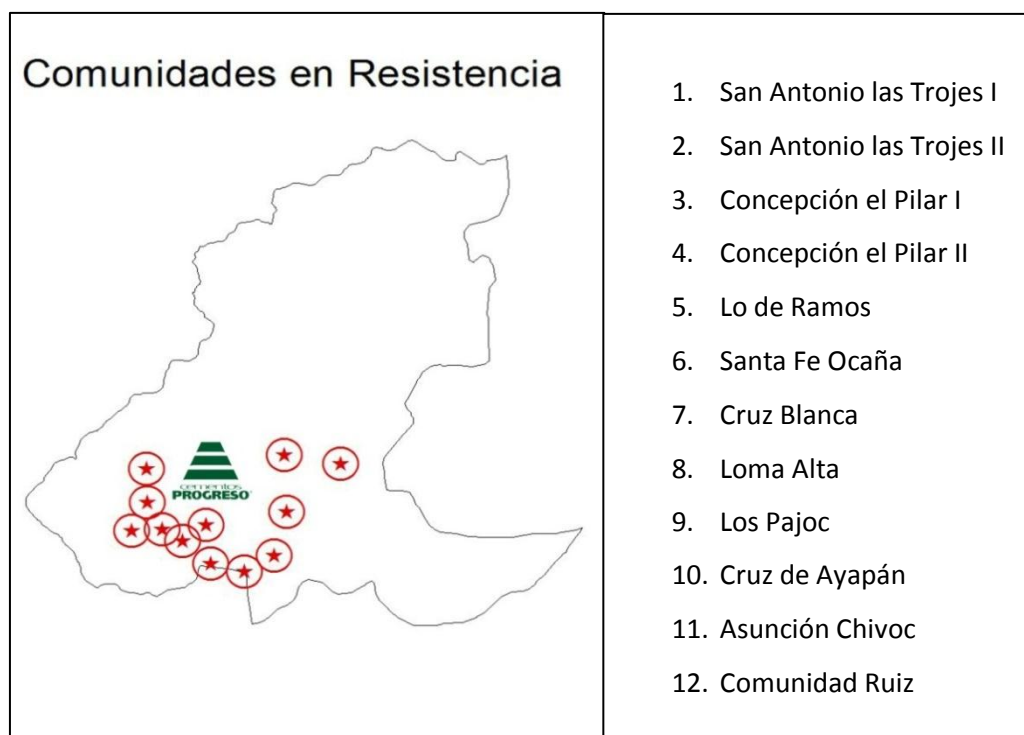 Comunidades en Resistencia
cementos
PROGRESO
1. San Antonio las Trojes I
2. San Antonio las Trojes II
3. Concepción el Pilar I
4. Concepción el Pilar II
5. Lo de Ramos
6. Santa Fe Ocaña
7. Cruz Blanca
8. Loma Alta
9. Los Pajoc
10. Cruz de Ayapán
11. Asunción Chivoc
12. Comunidad Ruiz